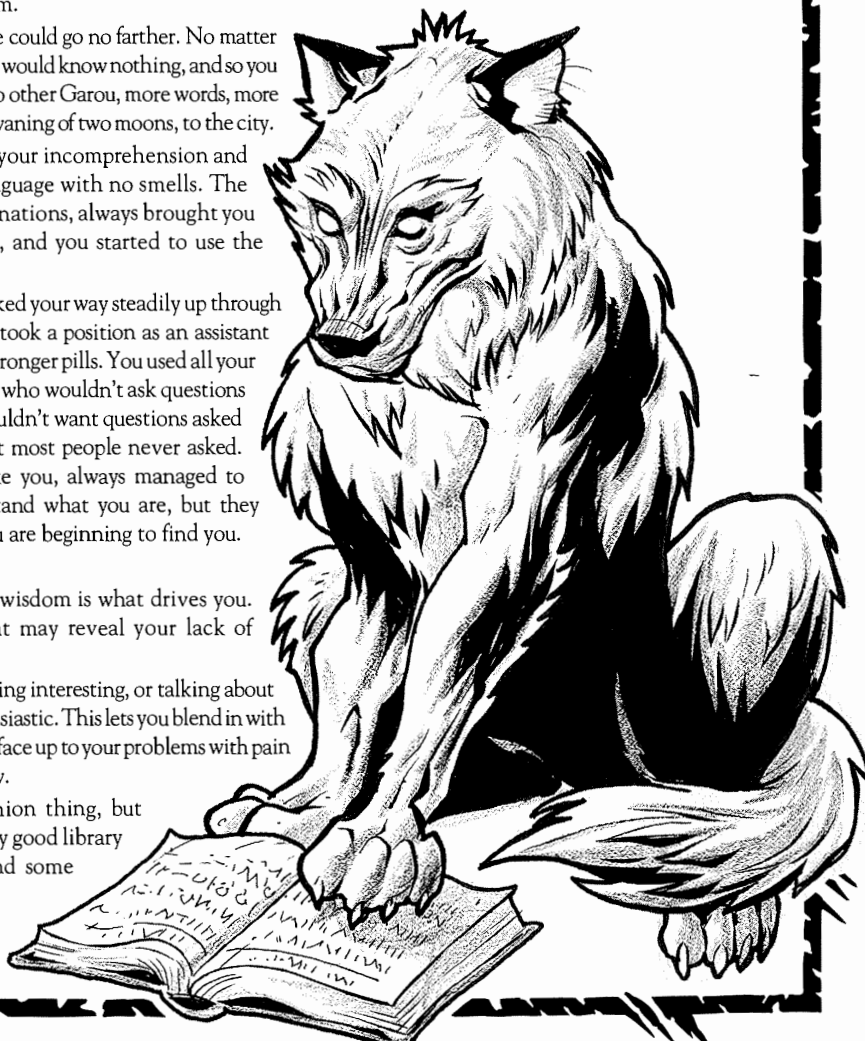 m.
e could go no farther. No matter
would know nothing, and so you
o other Garou, more words, more
vaning of two moons, to the city.
your incomprehension and
guage with no smells. The
nations, always brought you
, and you started to use the
ked your way steadily up through
took a position as an assistant
ronger pills. You used all your
who wouldn't ask questions
uldn't want questions asked
t most people never asked.
e you, always managed to
tand what you are, but they
u are beginning to find you.
wisdom is what drives you.
t may reveal your lack of
ing interesting, or talking about
siastic. This lets you blend in with
face up to your problems with pain
y.
nion thing, but
y good library
nd some